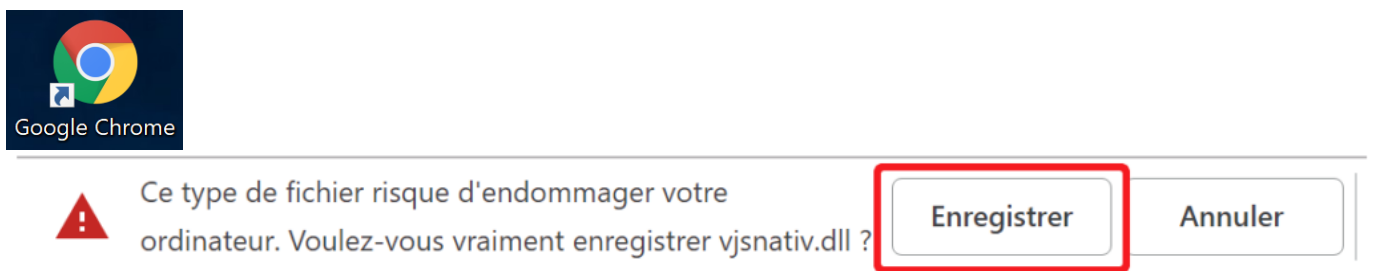 Google Chrome
Ce type de fichier risque d'endommager votre
ordinateur. Voulez-vous vraiment enregistrer vjsnativ.dll ?
Enregistrer
Annuler